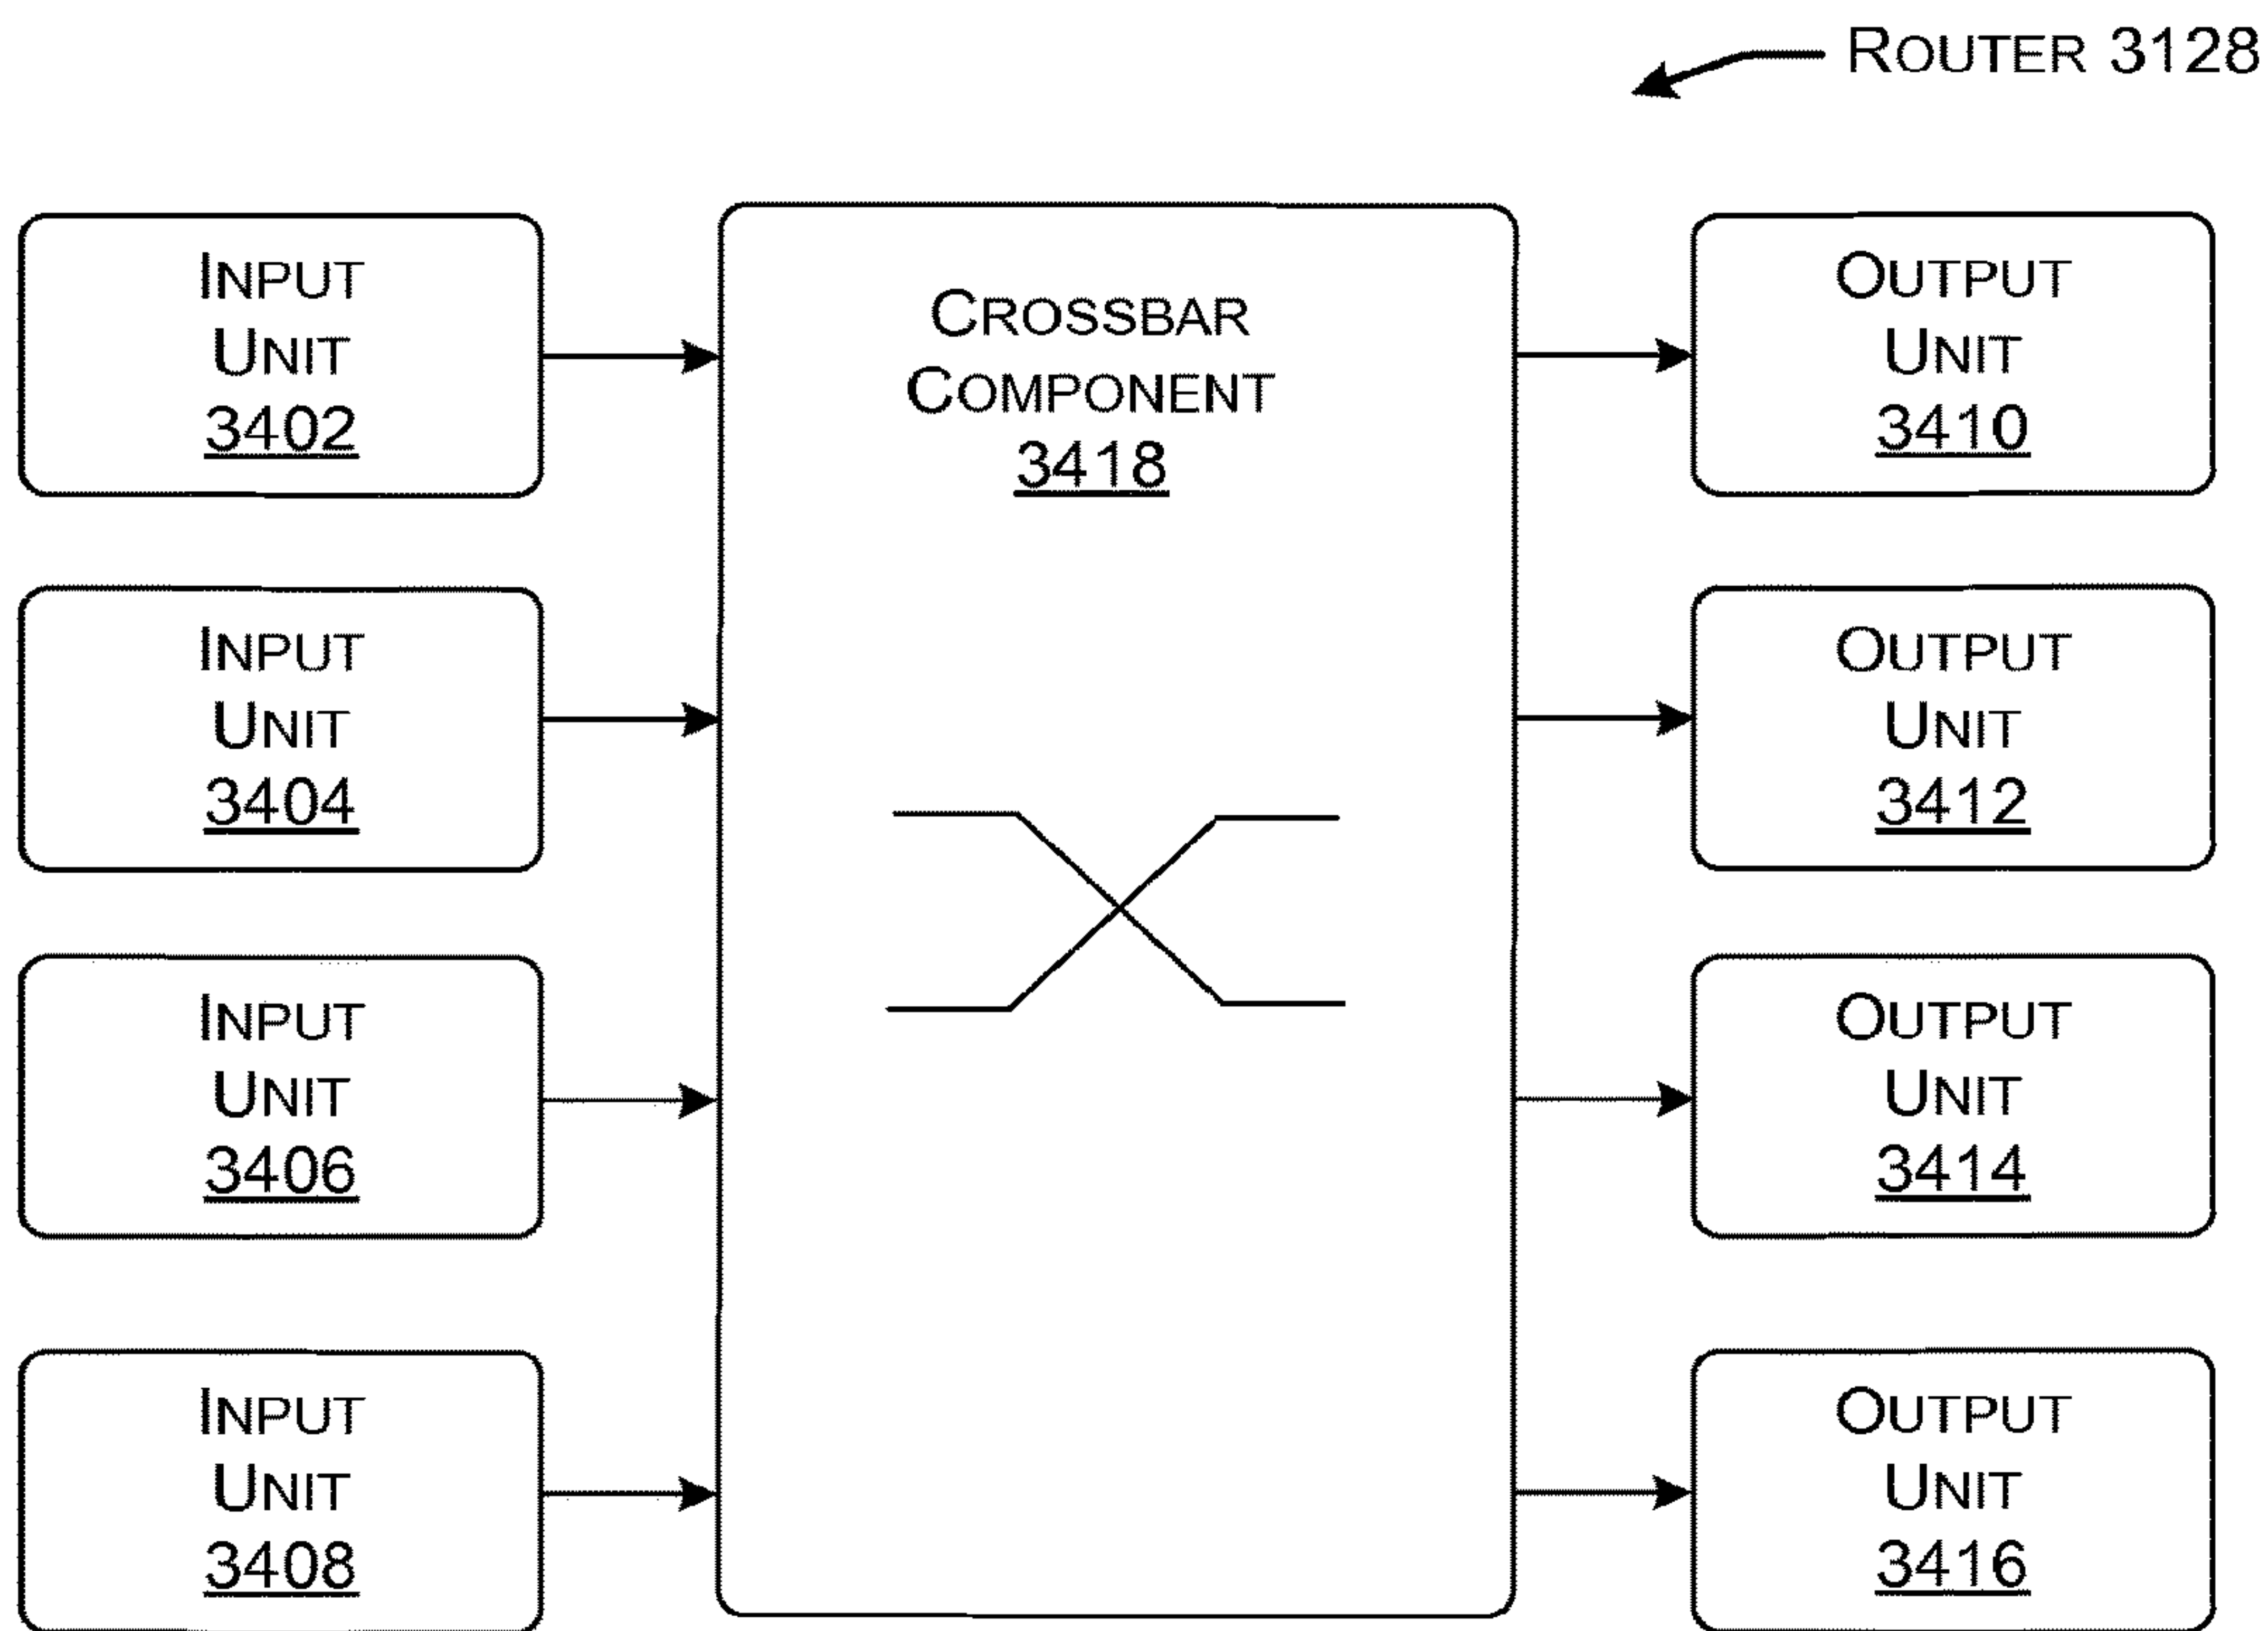 ROUTER 3128
INPUT
UNIT
3402
CROSSBAR
COMPONENT
3418
OUTPUT
UNIT
3410
INPUT
UNIT
3404
OUTPUT
UNIT
3412
INPUT
UNIT
3406
OUTPUT
UNIT
3414
INPUT
UNIT
3408
OUTPUT
UNIT
3416